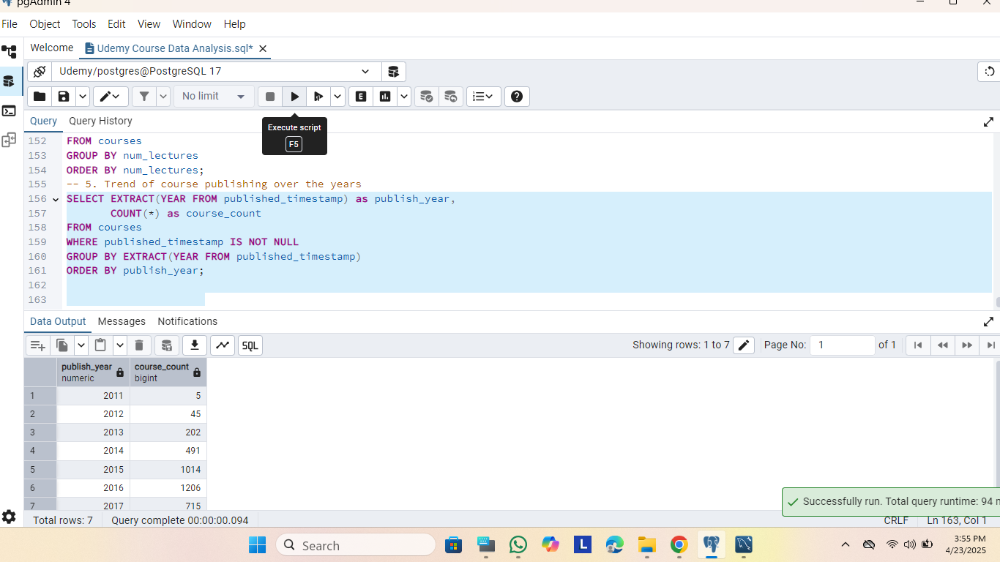 pgAdmin 4
File Object Tools Edit View Window Help
Welcome Udemy Course Data Analysis.sql*
Udemy/postgres@PostgreSQL 17
No limit
E
Query Query History
Execute script
F5
152 FROM courses
153 GROUP BY num_lectures
154 ORDER BY num_lectures;
155 -- 5. Trend of course publishing over the years
156 SELECT EXTRACT(YEAR FROM published_timestamp) as publish_year,
157 COUNT(*) as course_count
158 FROM courses
159 WHERE published_timestamp IS NOT NULL
160 GROUP BY EXTRACT(YEAR FROM published_timestamp)
161 ORDER BY publish_year;
162
163
Data Output Messages Notifications
SQL Showing rows: 1 to 7 Page No: 1 of 1
publish_year course_count
numeric bigint
1 2011 5
2 2012 45
3 2013 202
4 2014 491
5 2015 1014
6 2016 1206
7 2017 715
Successfully run. Total query runtime: 94
Total rows: 7 Query complete 00:00:00.094 CRLF Ln 163, Col 1
Search
L
3:55 PM
4/23/2025